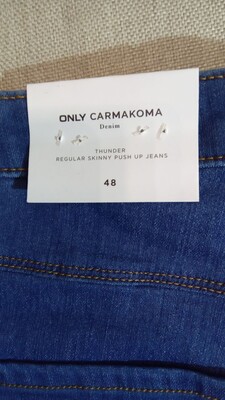 ONLY CARMAKOMA
Denim
THUNDER
REGULAR SKINNY PUSH UP JEANS
48